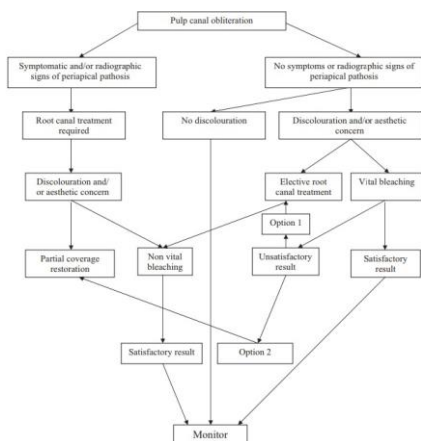 Pulp canal obliteration
Symptomatic and/or radiographic
signs of periapical pathosis
No symptoms or radiographic signs of
periapical pathosis
Root canal treatment
required
No discolouration
Discolouration and/or aesthetic
concern
Discolouration and/
or aesthetic concern
Elective root
canal treatment
Vital bleaching
Option 1
Partial coverage
restoration
Non vital
bleaching
Unsatisfactory
result
Satisfactory
result
Satisfactory result
Option 2
Monitor